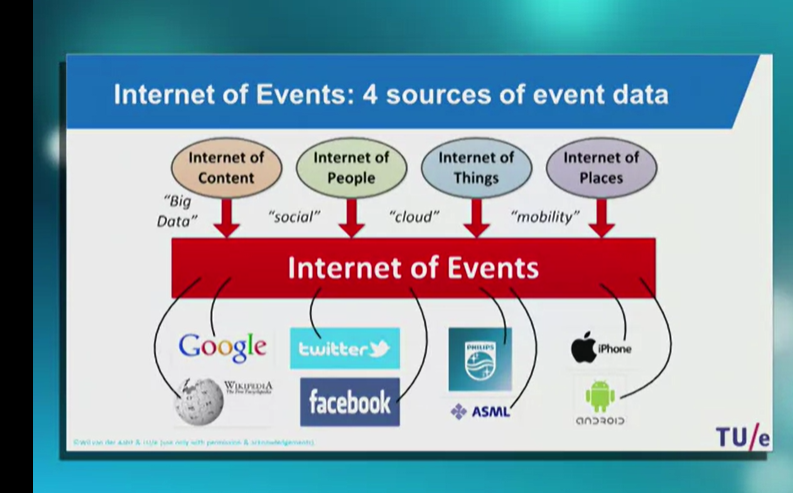 Internet of Events: 4 sources of event data
Internet of
Content
Internet of
People
Internet of
Things
Internet of
Places
"Big
Data"
"social"
"cloud"
"mobility"
Internet of Events
Google
twitter
PHILIPS
iPhone
WIKIPEDIA
The Free Encyclopedia
facebook
ASML
ANDROID
©Wil van der Aalst & TU/e (use only with permission & acknowledgements)
TU/e